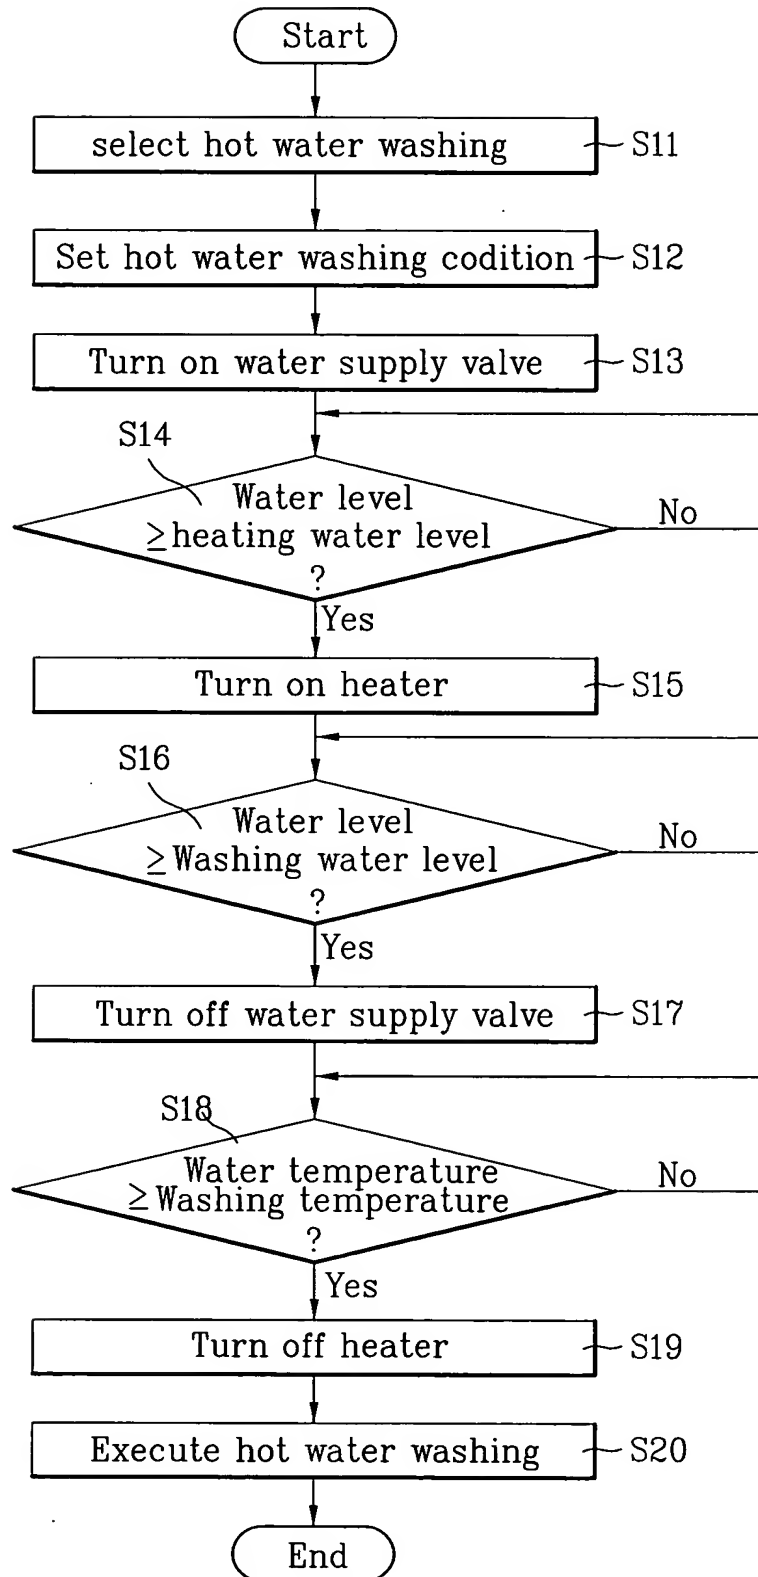 Start
select hot water washing
S11
Set hot water washing codition
S12
Turn on water supply valve
S13
S14
Water level
≥heating water level
?
No
Yes
Turn on heater
S15
S16
Water level
≥Washing water level
?
No
Yes
Turn off water supply valve
S17
S18
Water temperature
≥Washing temperature
?
No
Yes
Turn off heater
S19
Execute hot water washing
S20
End